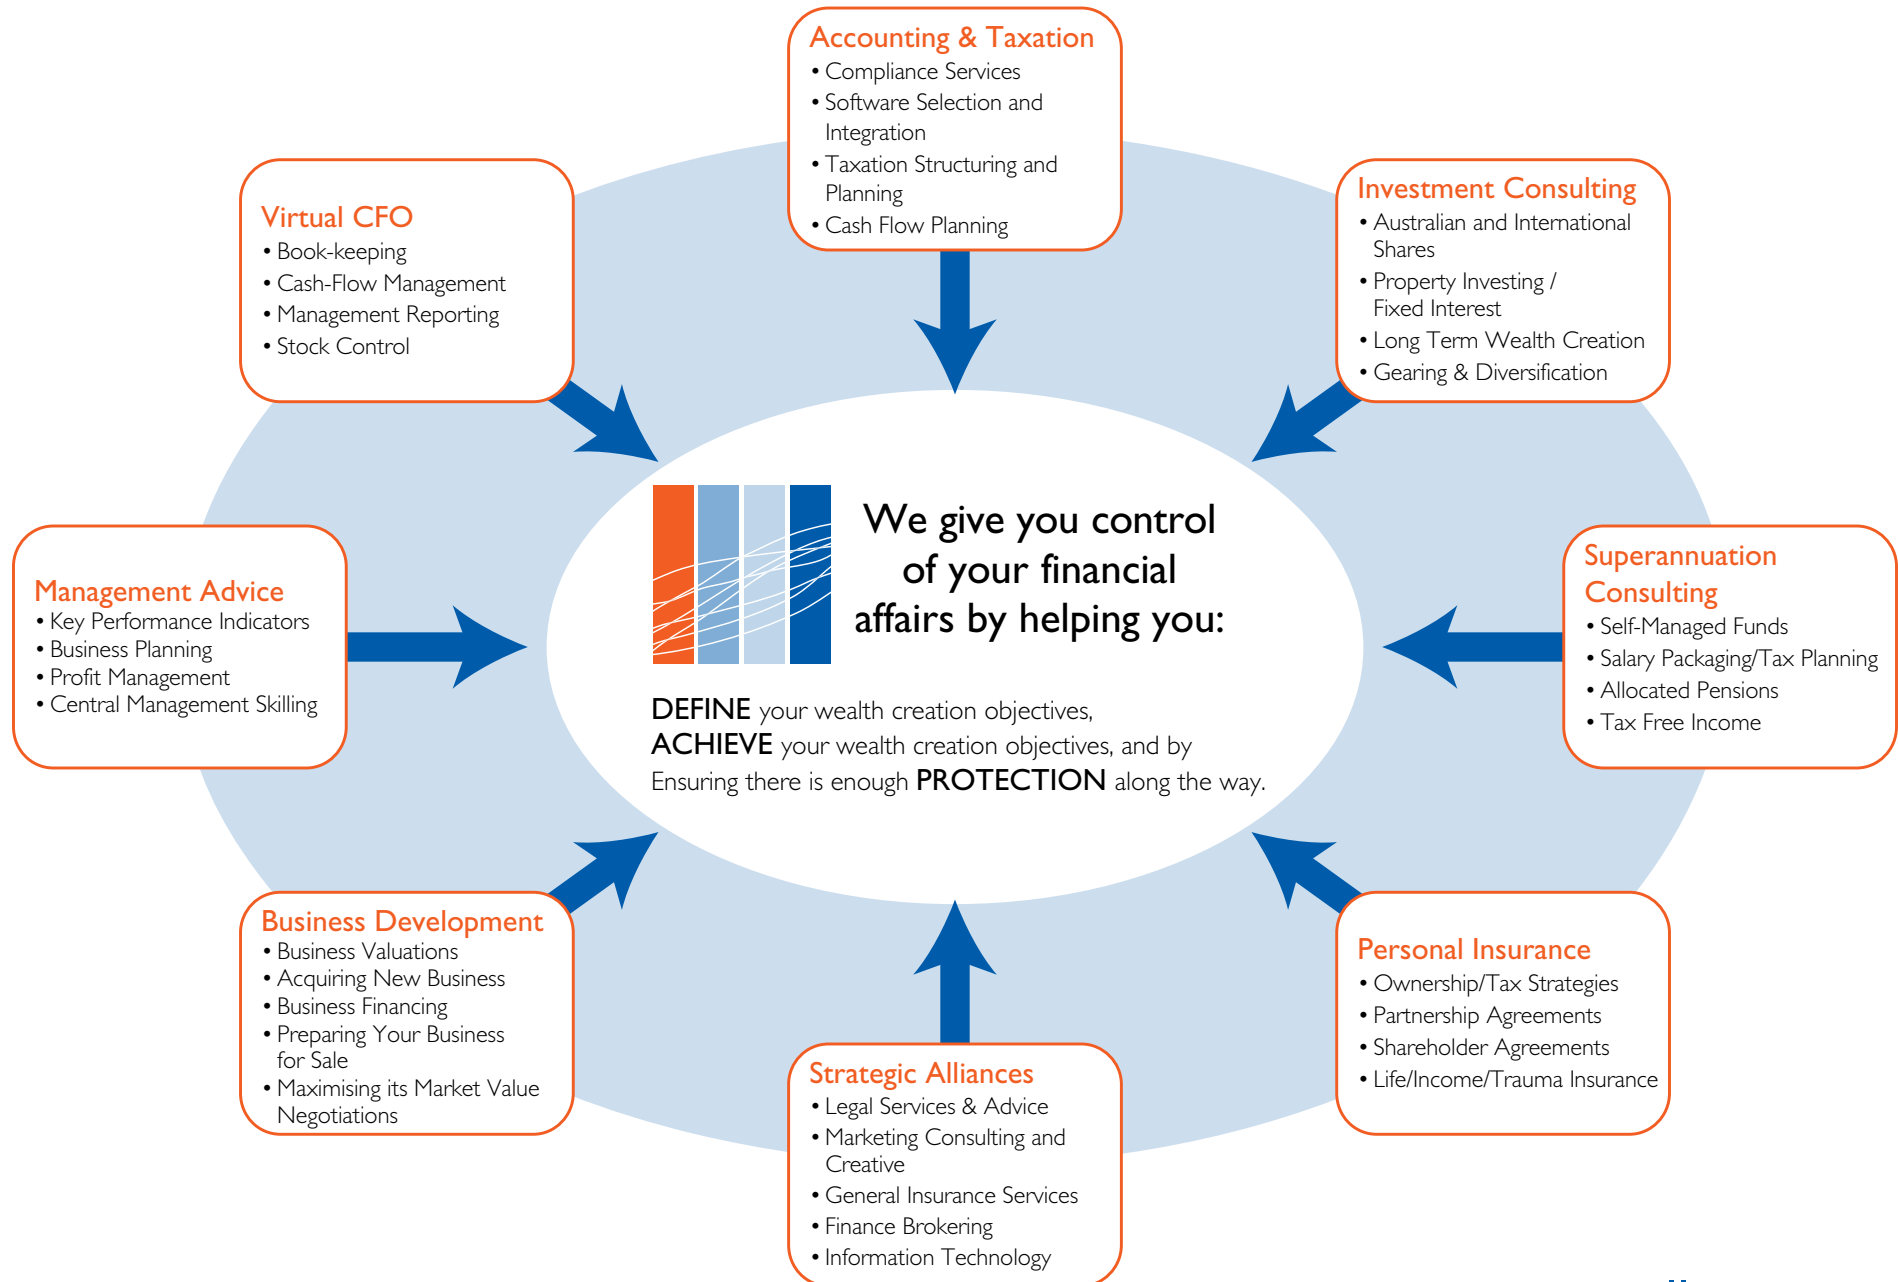 Accounting & Taxation
• Compliance Services
• Software Selection and
Integration
• Taxation Structuring and
Planning
• Cash Flow Planning
Virtual CFO
• Book-keeping
• Cash-Flow Management
• Management Reporting
• Stock Control
Investment Consulting
• Australian and International
Shares
• Property Investing /
Fixed Interest
• Long Term Wealth Creation
• Gearing & Diversification
We give you control
of your financial
affairs by helping you:
DEFINE your wealth creation objectives,
ACHIEVE your wealth creation objectives, and by
Ensuring there is enough PROTECTION along the way.
Management Advice
• Key Performance Indicators
• Business Planning
• Profit Management
• Central Management Skilling
Superannuation
Consulting
• Self-Managed Funds
• Salary Packaging/Tax Planning
• Allocated Pensions
• Tax Free Income
Business Development
• Business Valuations
• Acquiring New Business
• Business Financing
• Preparing Your Business
for Sale
• Maximising its Market Value
Negotiations
Strategic Alliances
• Legal Services & Advice
• Marketing Consulting and
Creative
• General Insurance Services
• Finance Brokering
• Information Technology
Personal Insurance
• Ownership/Tax Strategies
• Partnership Agreements
• Shareholder Agreements
• Life/Income/Trauma Insurance